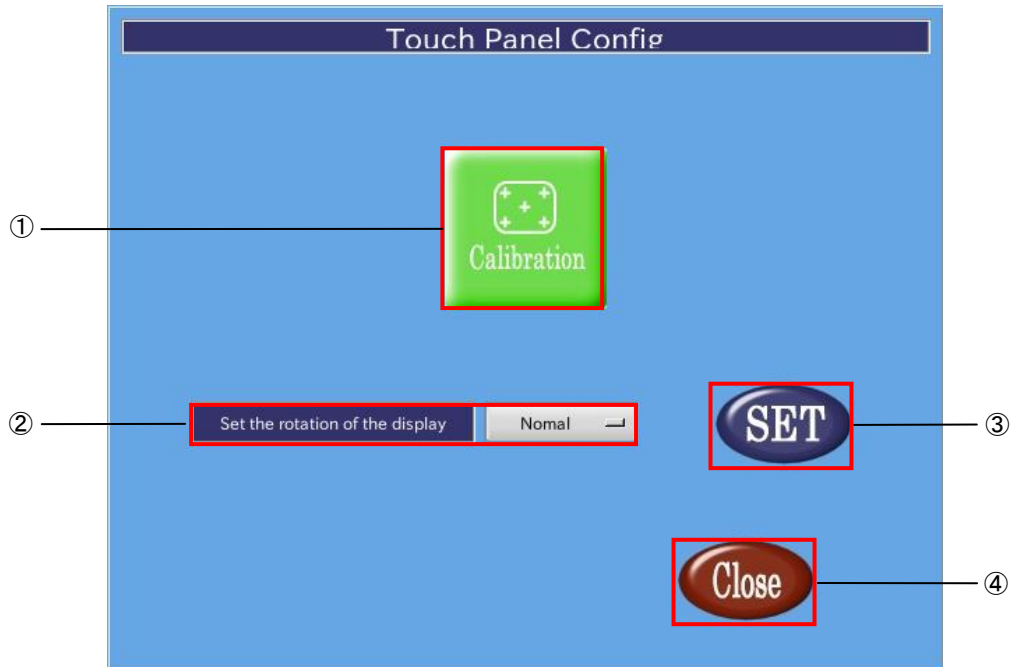 Touch Panel Config
①
Calibration
②
Set the rotation of the display
Nomal
SET
③
Close
④